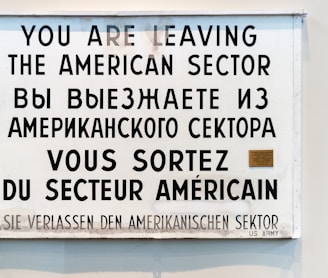 YOU ARE LEAVING
THE AMERICAN SECTOR
ВЫ ВЫЕЗЖАЕТЕ ИЗ
АМЕРИКАНСКОГО СЕКТОРА
VOUS SORTEZ
DU SECTEUR AMÉRICAIN
SIE VERLASSEN DEN AMERIKANISCHEN SEKTOR
US ARMY